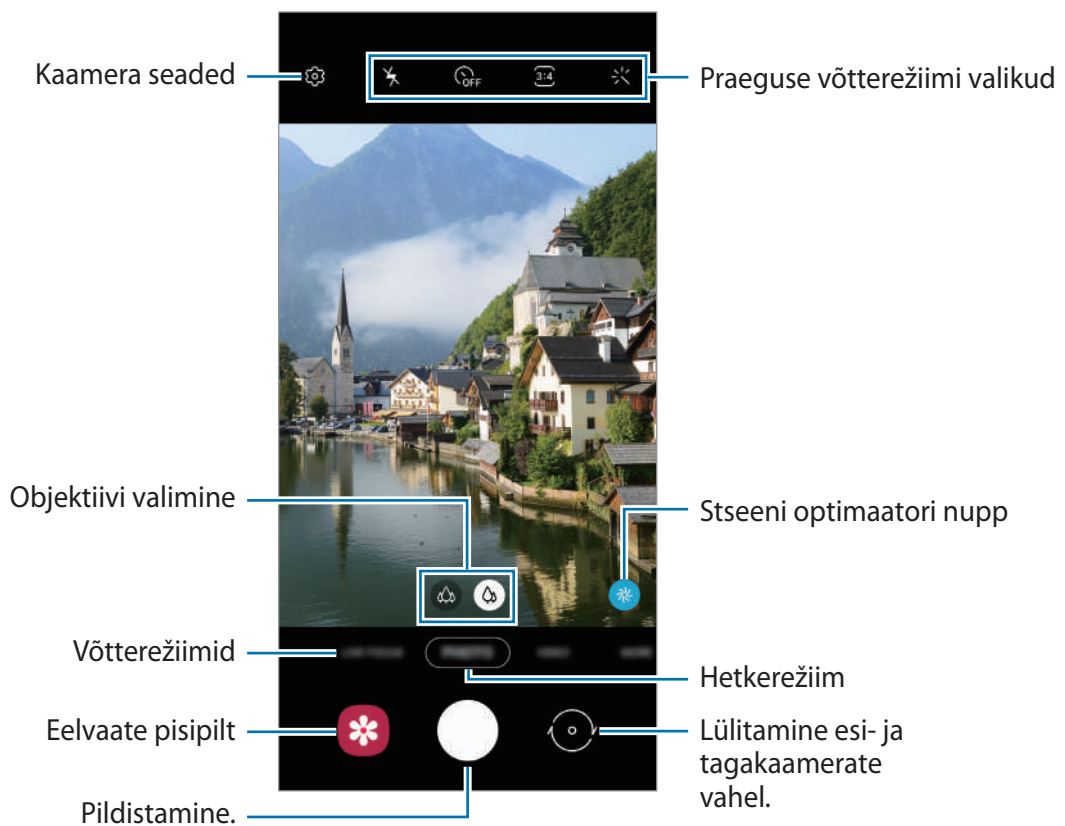 Kaamera seaded
OFF
3:4
Praeguse võtterežiimi valikud
Objektiivi valimine
Stseeni optimaatori nupp
Võtterežiimid
Hetkerežiim
Eelvaate pisipilt
Lülitamine esi- ja
tagakaamerate
vahel.
Pildistamine.